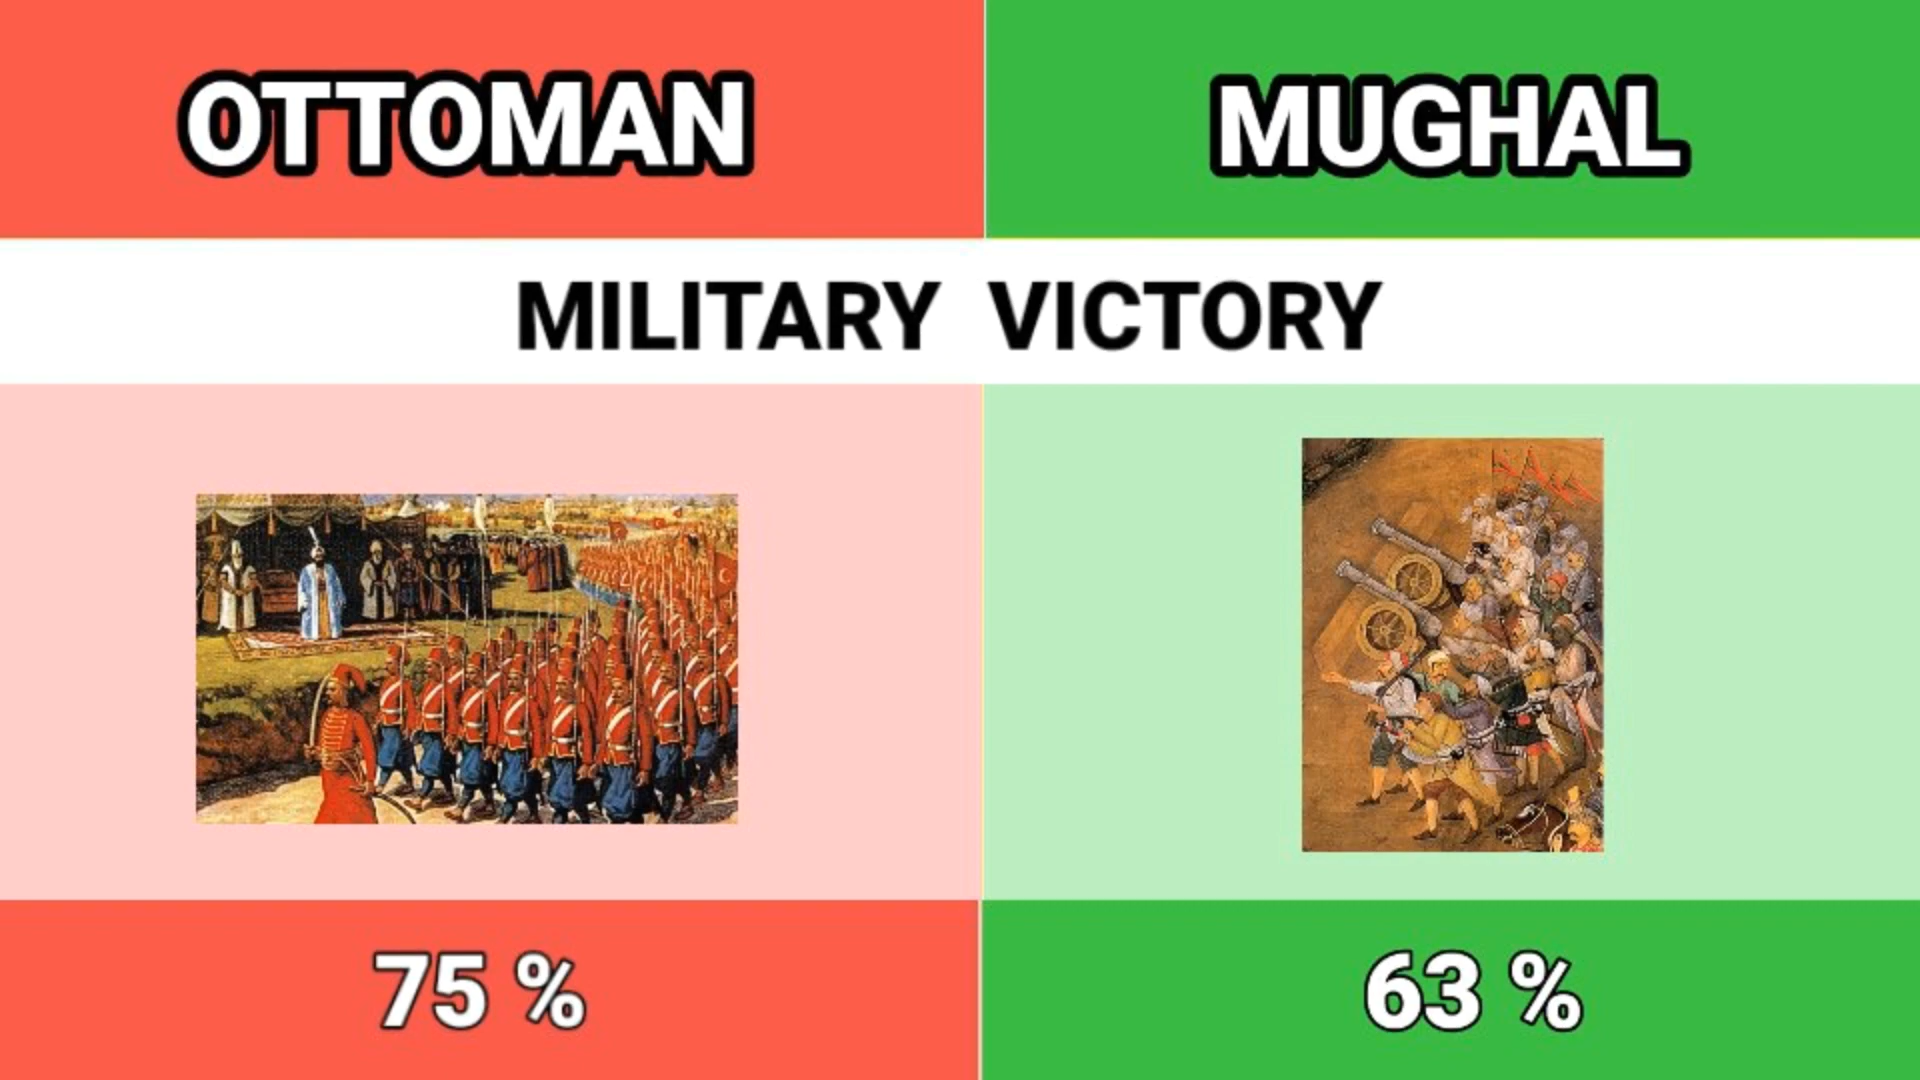 OTTOMAN
MUGHAL
MILITARY VICTORY
75 %
63 %